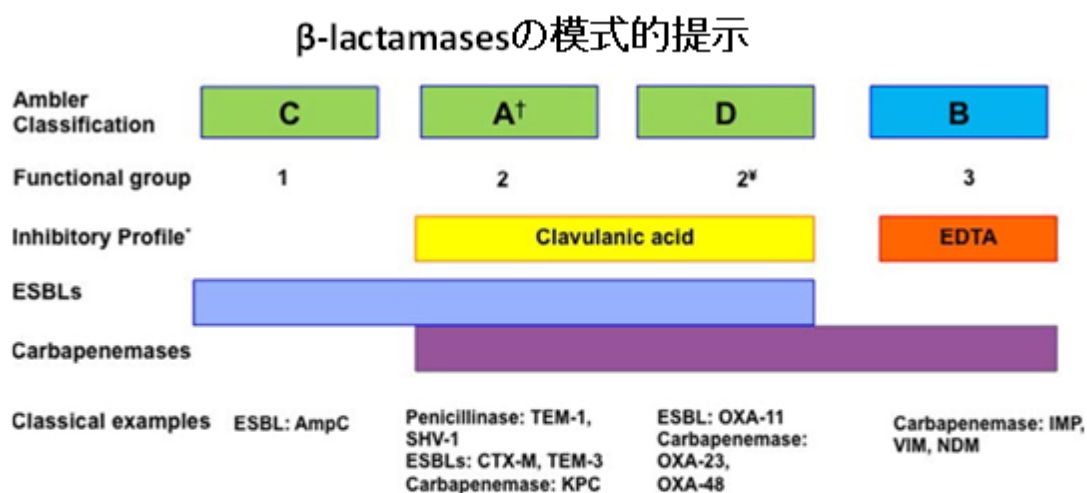 β-lactamasesの模式的提示
Ambler
Classification
C
A†
D
B
Functional group
1
2
2¥
3
Inhibitory Profile*
Clavulanic acid
EDTA
ESBLs
Carbapenemases
Classical examples
ESBL: AmpC
Penicillinase: TEM-1,
SHV-1
ESBLs: CTX-M, TEM-3
Carbapenemase: KPC
ESBL: OXA-11
Carbapenemase:
OXA-23,
OXA-48
Carbapenemase: IMP,
VIM, NDM